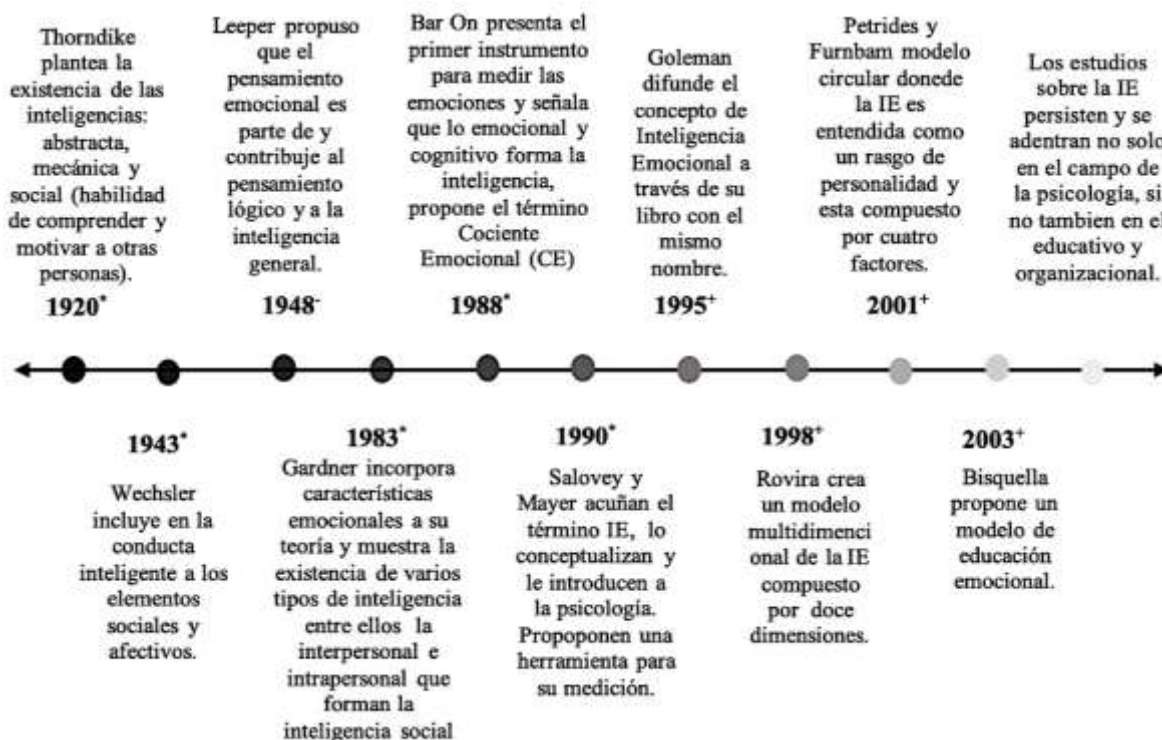 Thorndike
plantea la
existencia de las
inteligencias:
abstracta,
mecánica y
social (habilidad
de comprender y
motivar a otras
personas).
1920*
Leeper propuso
que el
pensamiento
emocional es
parte de y
contribuje al
pensamiento
lógico y a la
inteligencia
general.
1948-
Bar On presenta el
primer instrumento
para medir las
emociones y señala
que lo emocional y
cognitivo forma la
inteligencia,
propone el término
Cociente
Emocional (CE)
1988*
Goleman
difunde el
concepto de
Inteligencia
Emocional a
través de su
libro con el
mismo
nombre.
1995+
Petrides y
Furnbam modelo
circular donede
la IE es
entendida como
un rasgo de
personalidad y
esta compuesto
por cuatro
factores.
2001+
Los estudios
sobre la IE
persisten y se
adentran no solo
en el campo de
la psicología, si
no tambien en el
educativo y
organizacional.
1943*
Wechsler
incluye en la
conducta
inteligente a los
elementos
sociales y
afectivos.
1983*
Gardner incorpora
características
emocionales a su
teoría y muestra la
existencia de varios
tipos de inteligencia
entre ellos la
interpersonal e
intrapersonal que
forman la
inteligencia social
1990*
Salovey y
Mayer acuñan el
término IE, lo
conceptualizan y
le introducen a
la psicología.
Propoponen una
herramienta para
su medición.
1998+
Rovira crea
un modelo
multidimenci
onal de la IE
compuesto
por doce
dimensiones.
2003+
Bisquella
propone un
modelo de
educación
emocional.